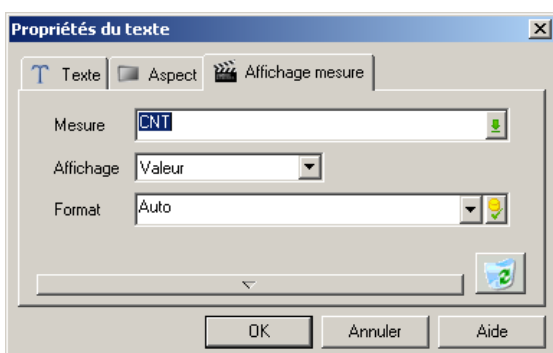 Propriétés du texte
Texte Aspect Affichage mesure
Mesure CNT
Affichage Valeur
Format Auto
OK Annuler Aide